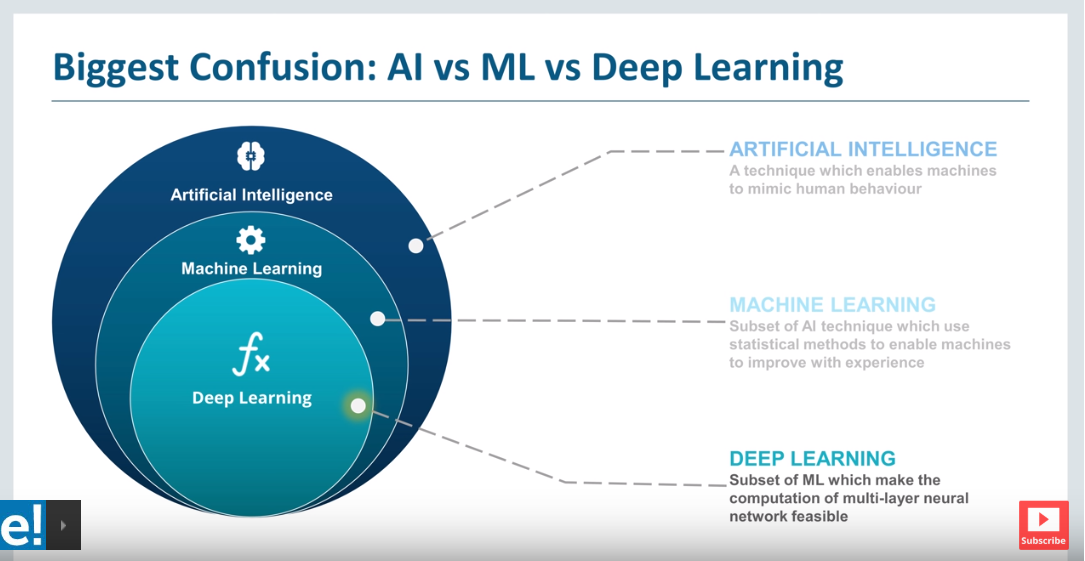 Biggest Confusion: AI vs ML vs Deep Learning
Artificial Intelligence
Machine Learning
fx
Deep Learning
ARTIFICIAL INTELLIGENCE
A technique which enables machines
to mimic human behaviour
MACHINE LEARNING
Subset of AI technique which use
statistical methods to enable machines
to improve with experience
DEEP LEARNING
Subset of ML which make the
computation of multi-layer neural
network feasible
e!
Subscribe